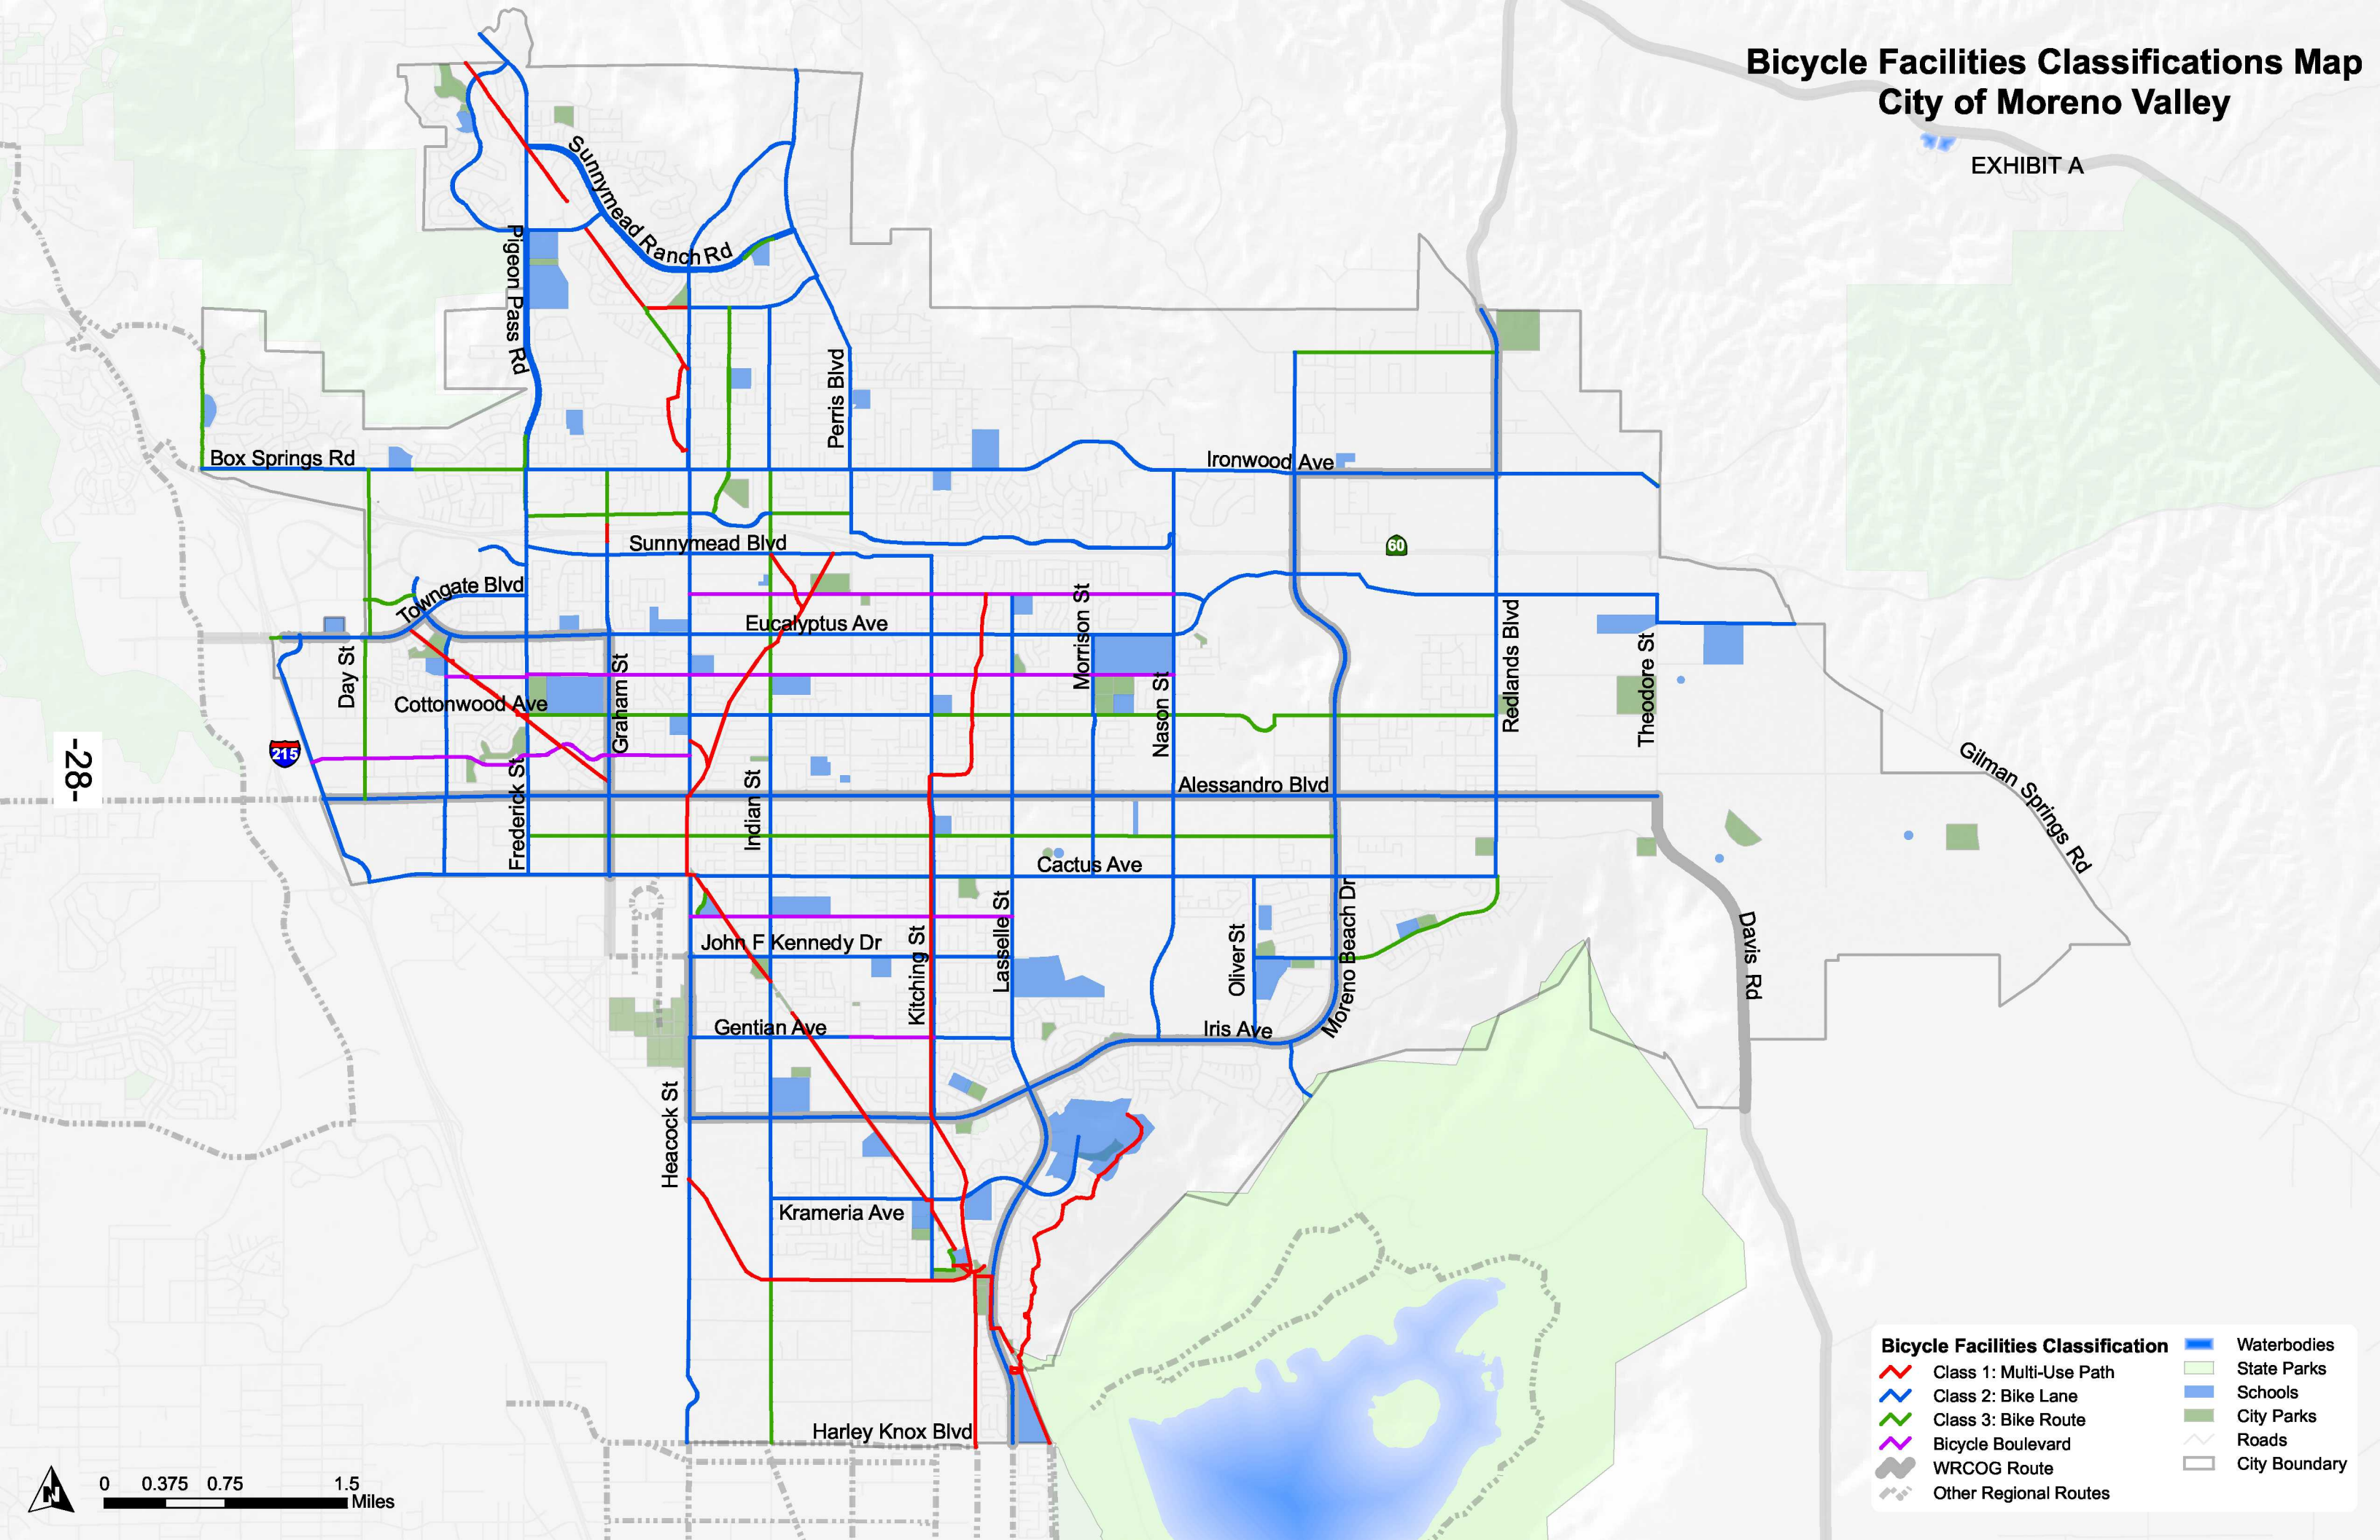 Bicycle Facilities Classifications Map
City of Moreno Valley
EXHIBIT A
Sunnymead Ranch Rd
Pigeon Pass Rd
Perris Blvd
Box Springs Rd
Ironwood Ave
60
Sunnymead Blvd
Towngate Blvd
Eucalyptus Ave
Morrison St
Redlands Blvd
Theodore St
Day St
Graham St
Nason St
Cottonwood Ave
215
-28-
Gilman Springs Rd
Frederick St
Indian St
Alessandro Blvd
Cactus Ave
Lasselle St
Kitching St
John F Kennedy Dr
Oliver St
Moreno Beach Dr
Davis Rd
Gentian Ave
Iris Ave
Heacock St
Krameria Ave
Harley Knox Blvd
N
0 0.375 0.75 1.5
Miles
Bicycle Facilities Classification
Class 1: Multi-Use Path
Class 2: Bike Lane
Class 3: Bike Route
Bicycle Boulevard
WRCOG Route
Other Regional Routes
Waterbodies
State Parks
Schools
City Parks
Roads
City Boundary